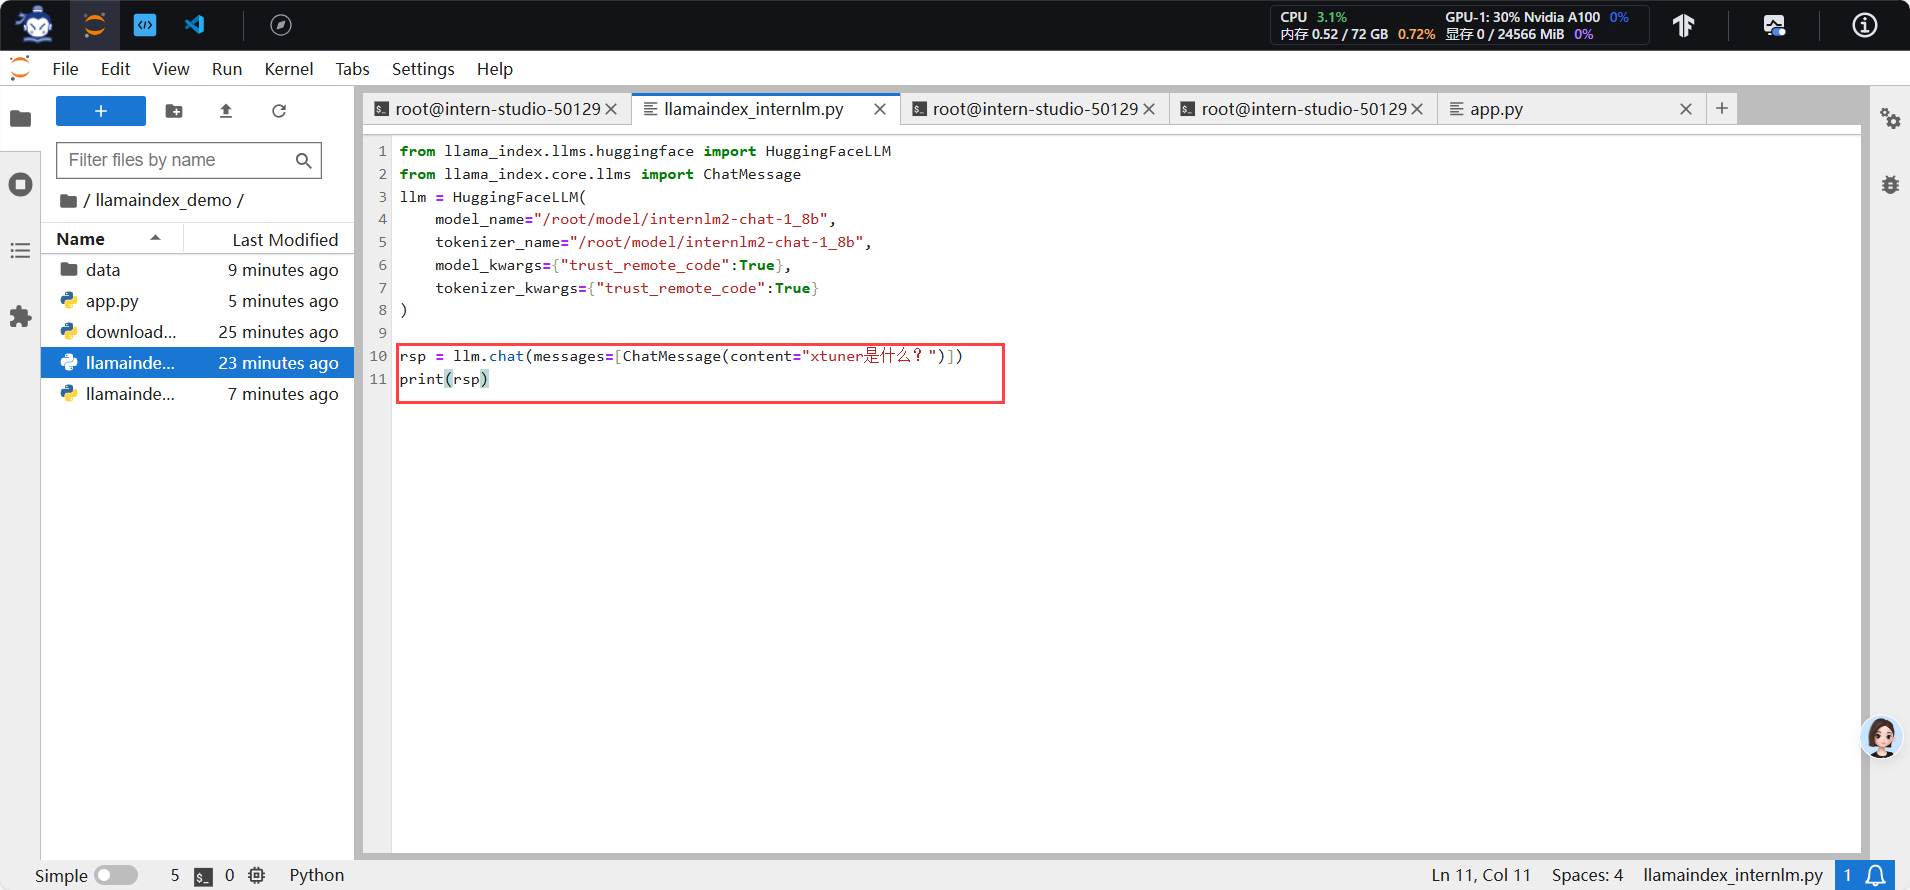 CPU 3.1%
GPU-1: 30% Nvidia A100 0%
内存 0.52 / 72 GB 0.72%
显存 0 / 24566 MiB 0%
File Edit View Run Kernel Tabs Settings Help
+
Filter files by name
/ llamaindex_demo /
Name Last Modified
data 9 minutes ago
app.py 5 minutes ago
download... 25 minutes ago
llamainde... 23 minutes ago
llamainde... 7 minutes ago
root@intern-studio-50129
llamaindex_internlm.py
root@intern-studio-50129
root@intern-studio-50129
app.py
1 from llama_index.llms.huggingface import HuggingFaceLLM
2 from llama_index.core.llms import ChatMessage
3 llm = HuggingFaceLLM(
4     model_name="/root/model/internlm2-chat-1_8b",
5     tokenizer_name="/root/model/internlm2-chat-1_8b",
6     model_kwargs={"trust_remote_code":True},
7     tokenizer_kwargs={"trust_remote_code":True}
8 )
9
10 rsp = llm.chat(messages=[ChatMessage(content="xtuner是什么？")])
11 print(rsp)
Simple 5 $_ 0 Python
Ln 11, Col 11 Spaces: 4 llamaindex_internlm.py 1